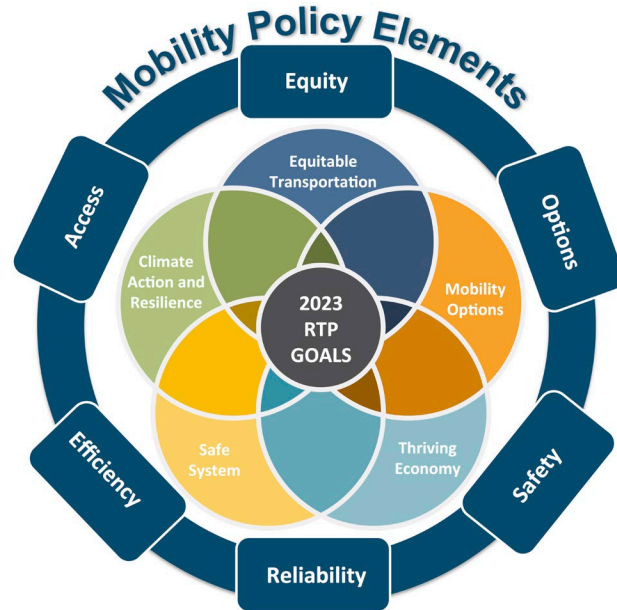 Mobility Policy Elements
Equity
Options
Safety
Reliability
Efficiency
Access
Equitable
Transportation
Mobility
Options
Thriving
Economy
Safe
System
Climate
Action and
Resilience
2023
RTP
GOALS